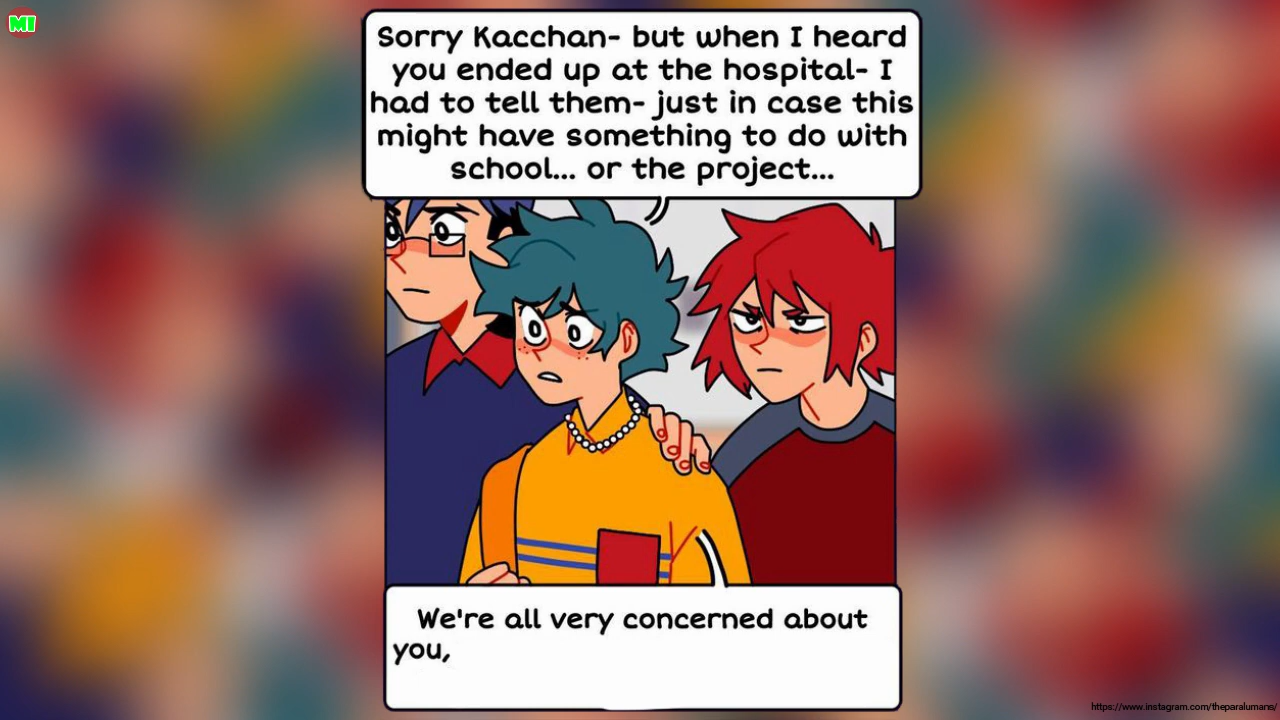 MI
Sorry Kacchan- but when I heard
you ended up at the hospital- I
had to tell them- just in case this
might have something to do with
school... or the project...
We're all very concerned about
you,
https://www.instagram.com/theparalumans/